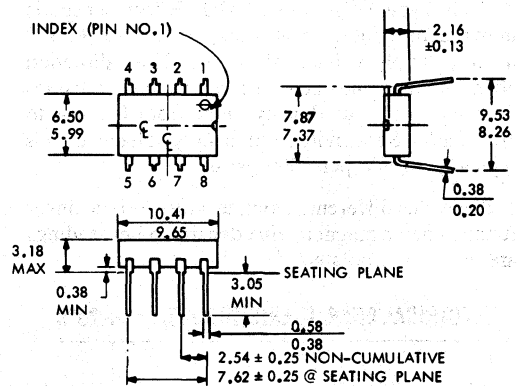 INDEX (PIN NO.1)
2.16
±0.13
4 3 2 1
6.50
5.99
7.87
7.37
9.53
8.26
5 6 7 8
0.38
0.20
10.41
9.65
3.18
MAX
0.38
MIN
3.05
MIN
SEATING PLANE
0.58
0.38
2.54 ± 0.25 NON-CUMULATIVE
7.62 ± 0.25 @ SEATING PLANE